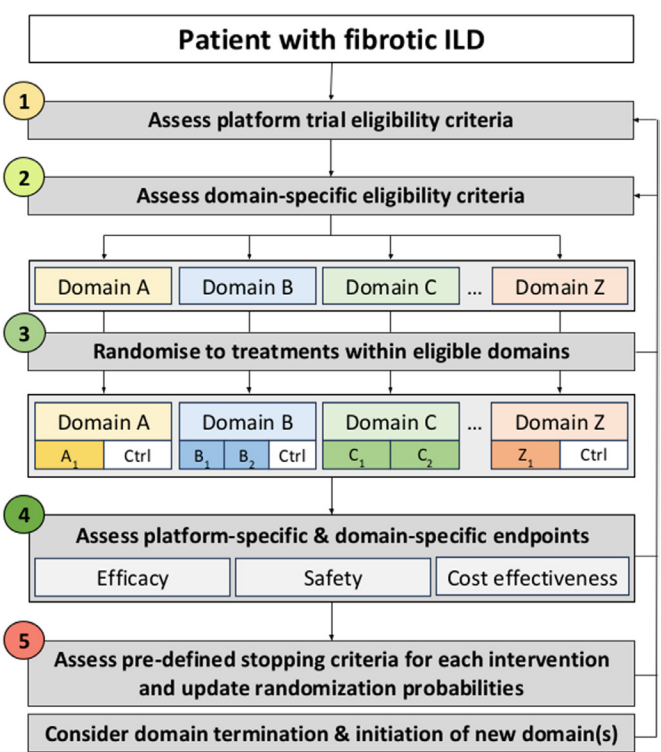 Patient with fibrotic ILD
1
Assess platform trial eligibility criteria
2
Assess domain-specific eligibility criteria
Domain A Domain B Domain C ... Domain Z
3
Randomise to treatments within eligible domains
Domain A Domain B Domain C ... Domain Z
A1 Ctrl B1 B2 Ctrl C1 C2 Z1 Ctrl
4
Assess platform-specific & domain-specific endpoints
Efficacy Safety Cost effectiveness
5
Assess pre-defined stopping criteria for each intervention
and update randomization probabilities
Consider domain termination & initiation of new domain(s)